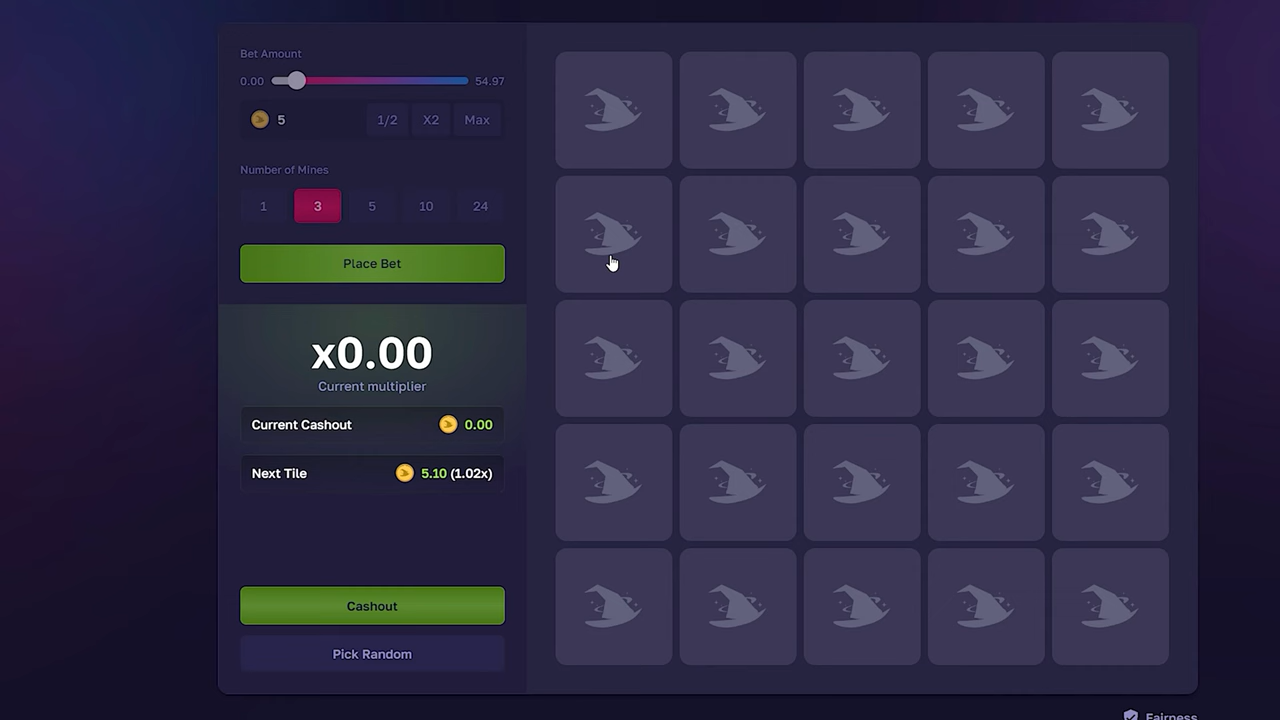 Bet Amount
0.00 54.97
5 1/2 X2 Max
Number of Mines
1 3 5 10 24
Place Bet
x0.00
Current multiplier
Current Cashout 0.00
Next Tile 5.10 (1.02x)
Cashout
Pick Random
Fairness